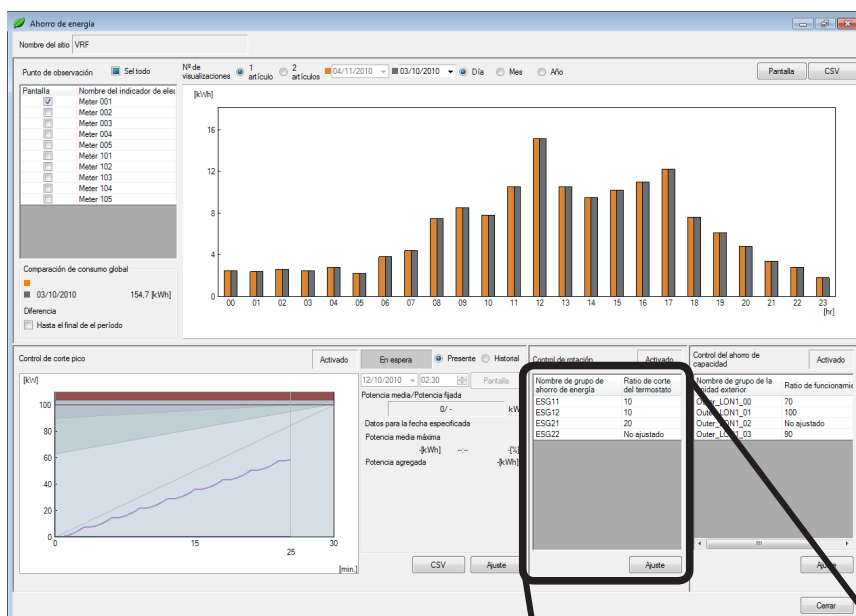 Ahorro de energía
Nombre del sitio VRF
Punto de observación Sel todo
Nº de visualizaciones 1 artículo 2 artículos 04/11/2010 03/10/2010 Día Mes Año Pantalla CSV
Pantalla Nombre del indicador de elec
Meter 001
Meter 002
Meter 003
Meter 004
Meter 005
Meter 101
Meter 102
Meter 103
Meter 104
Meter 105
[kWh]
16
12
8
4
0
00 01 02 03 04 05 06 07 08 09 10 11 12 13 14 15 16 17 18 19 20 21 22 23
[hr]
Comparación de consumo global
03/10/2010 154,7 [kWh]
Diferencia
Hasta el final de el período
Control de corte pico Activado
[kW]
100
80
60
40
20
0
0 15 25 30
[min.]
En espera Presente Historial
12/10/2010 02:30 Pantalla
Potencia media/Potencia fijada
0/ - kW
Datos para la fecha especificada
Potencia media máxima
-[kWh] --:-- -[%]
Potencia agregada -[kWh]
CSV Ajuste
Control de rotación Activado
Nombre de grupo de ahorro de energía Ratio de corte del termostato
ESG11 10
ESG12 10
ESG21 20
ESG22 No ajustado
Ajuste
Control del ahorro de capacidad Activado
Nombre de grupo de la unidad exterior Ratio de funcionamie
Outer_LON1_00 70
Outer_LON1_01 100
Outer_LON1_02 No ajustado
Outer_LON1_03 90
Ajuste
Cerrar